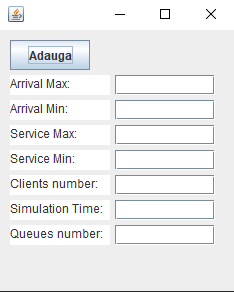 Adauga
Arrival Max:
Arrival Min:
Service Max:
Service Min:
Clients number:
Simulation Time:
Queues number: